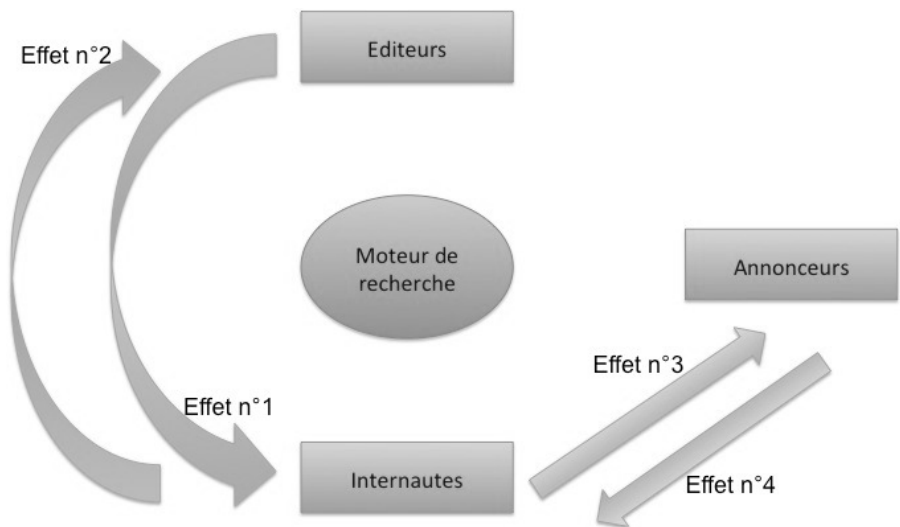 Effet n°2
Editeurs
Moteur de
recherche
Annonceurs
Effet n°3
Effet n°1
Internautes
Effet n°4